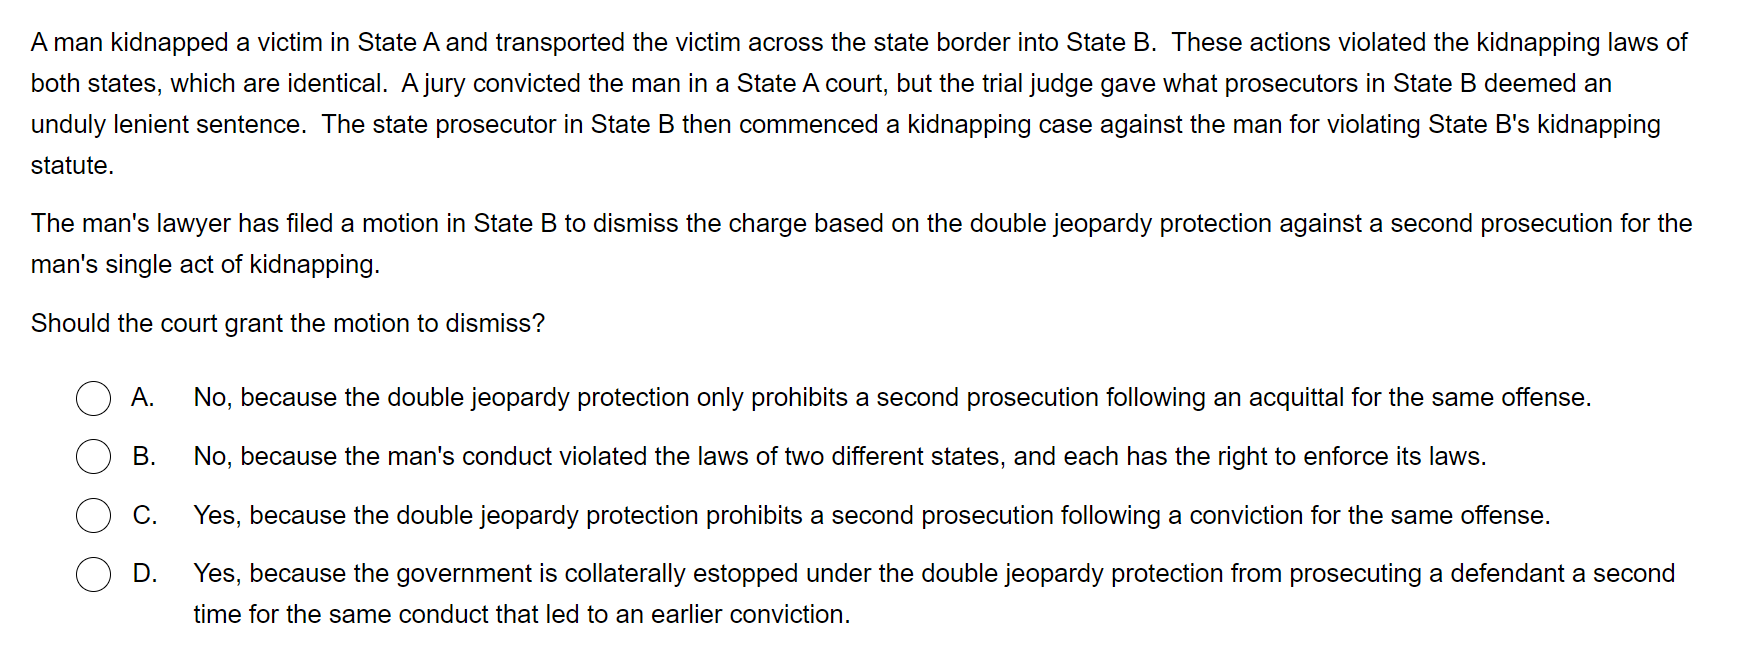 A man kidnapped a victim in State A and transported the victim across the state border into State B.  These actions violated the kidnapping laws of
both states, which are identical.  A jury convicted the man in a State A court, but the trial judge gave what prosecutors in State B deemed an
unduly lenient sentence.  The state prosecutor in State B then commenced a kidnapping case against the man for violating State B's kidnapping
statute.
The man's lawyer has filed a motion in State B to dismiss the charge based on the double jeopardy protection against a second prosecution for the
man's single act of kidnapping.
Should the court grant the motion to dismiss?
A. No, because the double jeopardy protection only prohibits a second prosecution following an acquittal for the same offense.
B. No, because the man's conduct violated the laws of two different states, and each has the right to enforce its laws.
C. Yes, because the double jeopardy protection prohibits a second prosecution following a conviction for the same offense.
D. Yes, because the government is collaterally estopped under the double jeopardy protection from prosecuting a defendant a second
time for the same conduct that led to an earlier conviction.